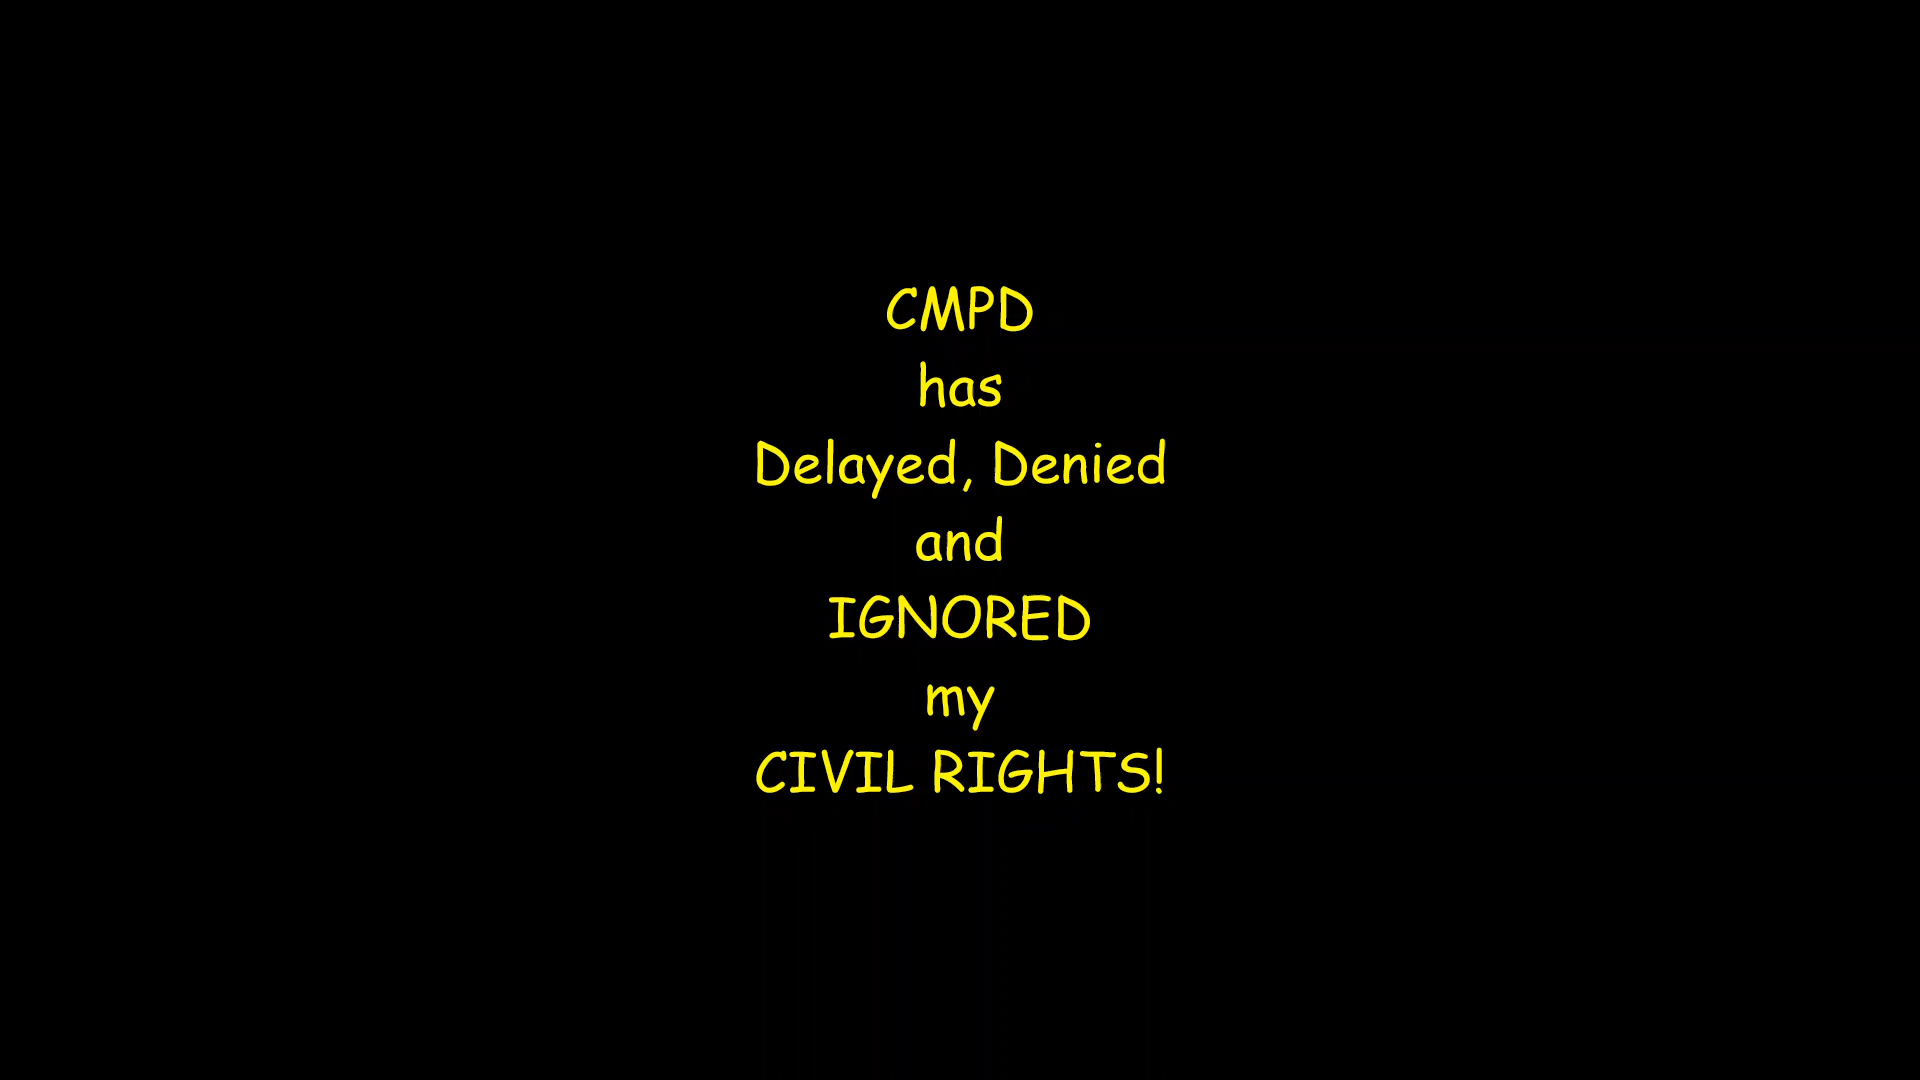 CMPD
has
Delayed, Denied
and
IGNORED
my
CIVIL RIGHTS!